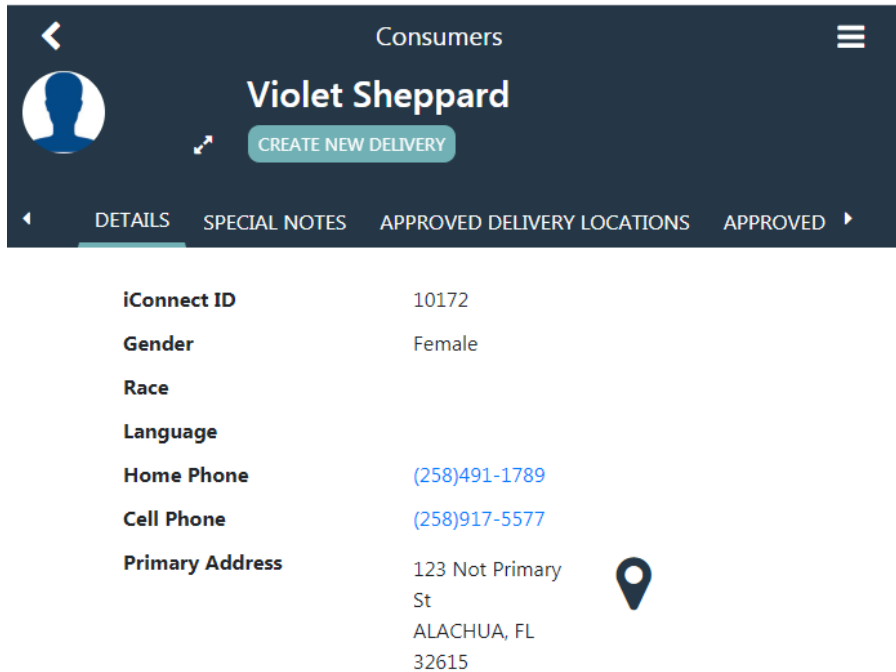 Consumers
Violet Sheppard
CREATE NEW DELIVERY
DETAILS SPECIAL NOTES APPROVED DELIVERY LOCATIONS APPROVED
iConnect ID 10172
Gender Female
Race
Language
Home Phone (258)491-1789
Cell Phone (258)917-5577
Primary Address 123 Not Primary
St
ALACHUA, FL
32615